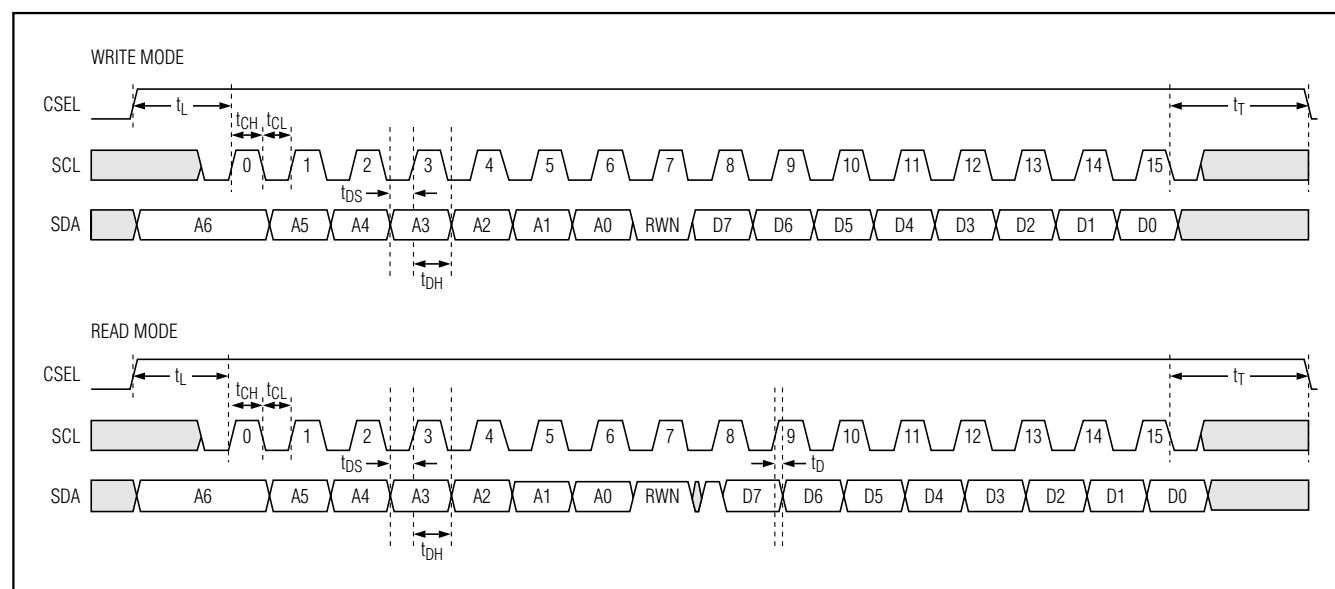 WRITE MODE
CSEL tL tT
tCH tCL
SCL 0 1 2 3 4 5 6 7 8 9 10 11 12 13 14 15
tDS
SDA A6 A5 A4 A3 A2 A1 A0 RWN D7 D6 D5 D4 D3 D2 D1 D0
tDH
READ MODE
CSEL tL tT
tCH tCL
SCL 0 1 2 3 4 5 6 7 8 9 10 11 12 13 14 15
tDS tD
SDA A6 A5 A4 A3 A2 A1 A0 RWN D7 D6 D5 D4 D3 D2 D1 D0
tDH